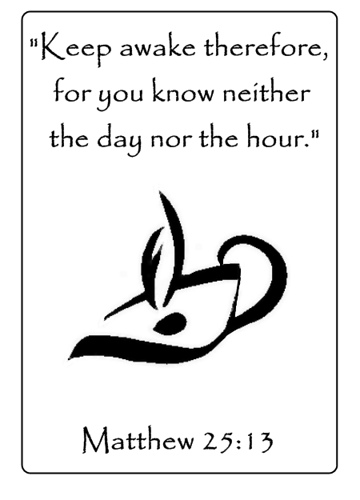 "Keep awake therefore,
for you know neither
the day nor the hour."
Matthew 25:13